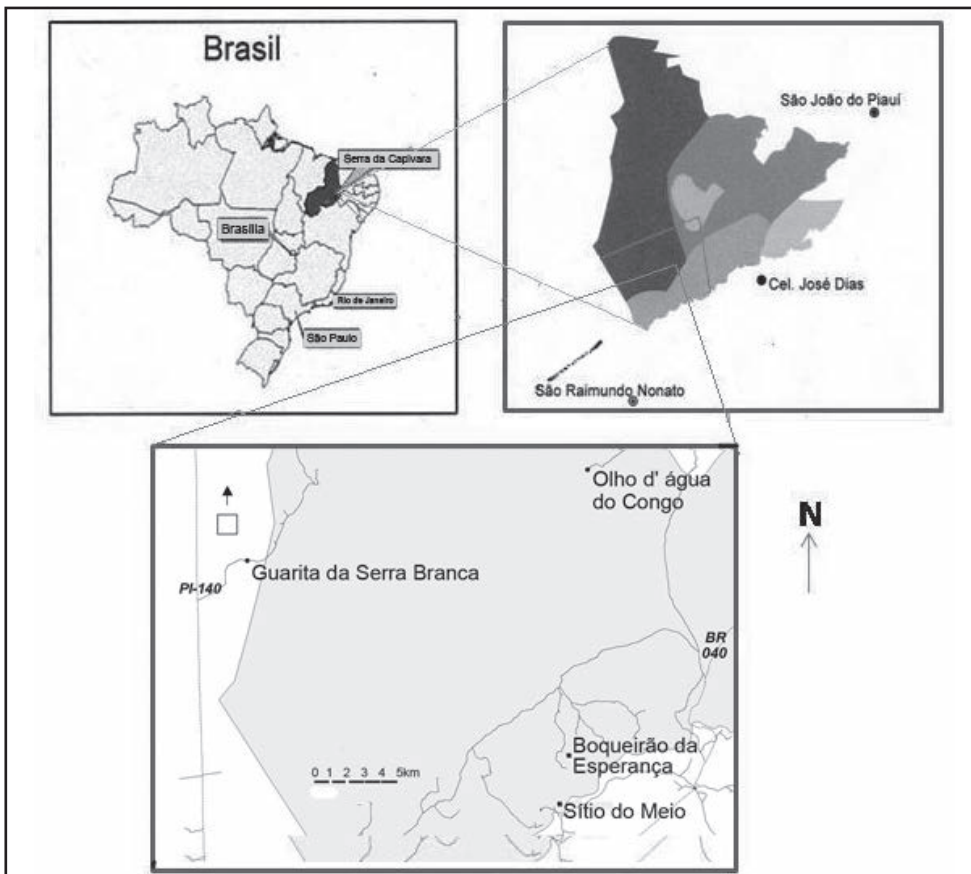 Brasil
Serra da Capivara
Brasília
Rio de Janeiro
São Paulo
São João do Piauí
Cel. José Dias
São Raimundo Nonato
Olho d' água
do Congo
Guarita da Serra Branca
PI-140
BR
040
Boqueirão da
Esperança
0 1 2 3 4 5km
Sítio do Meio
N